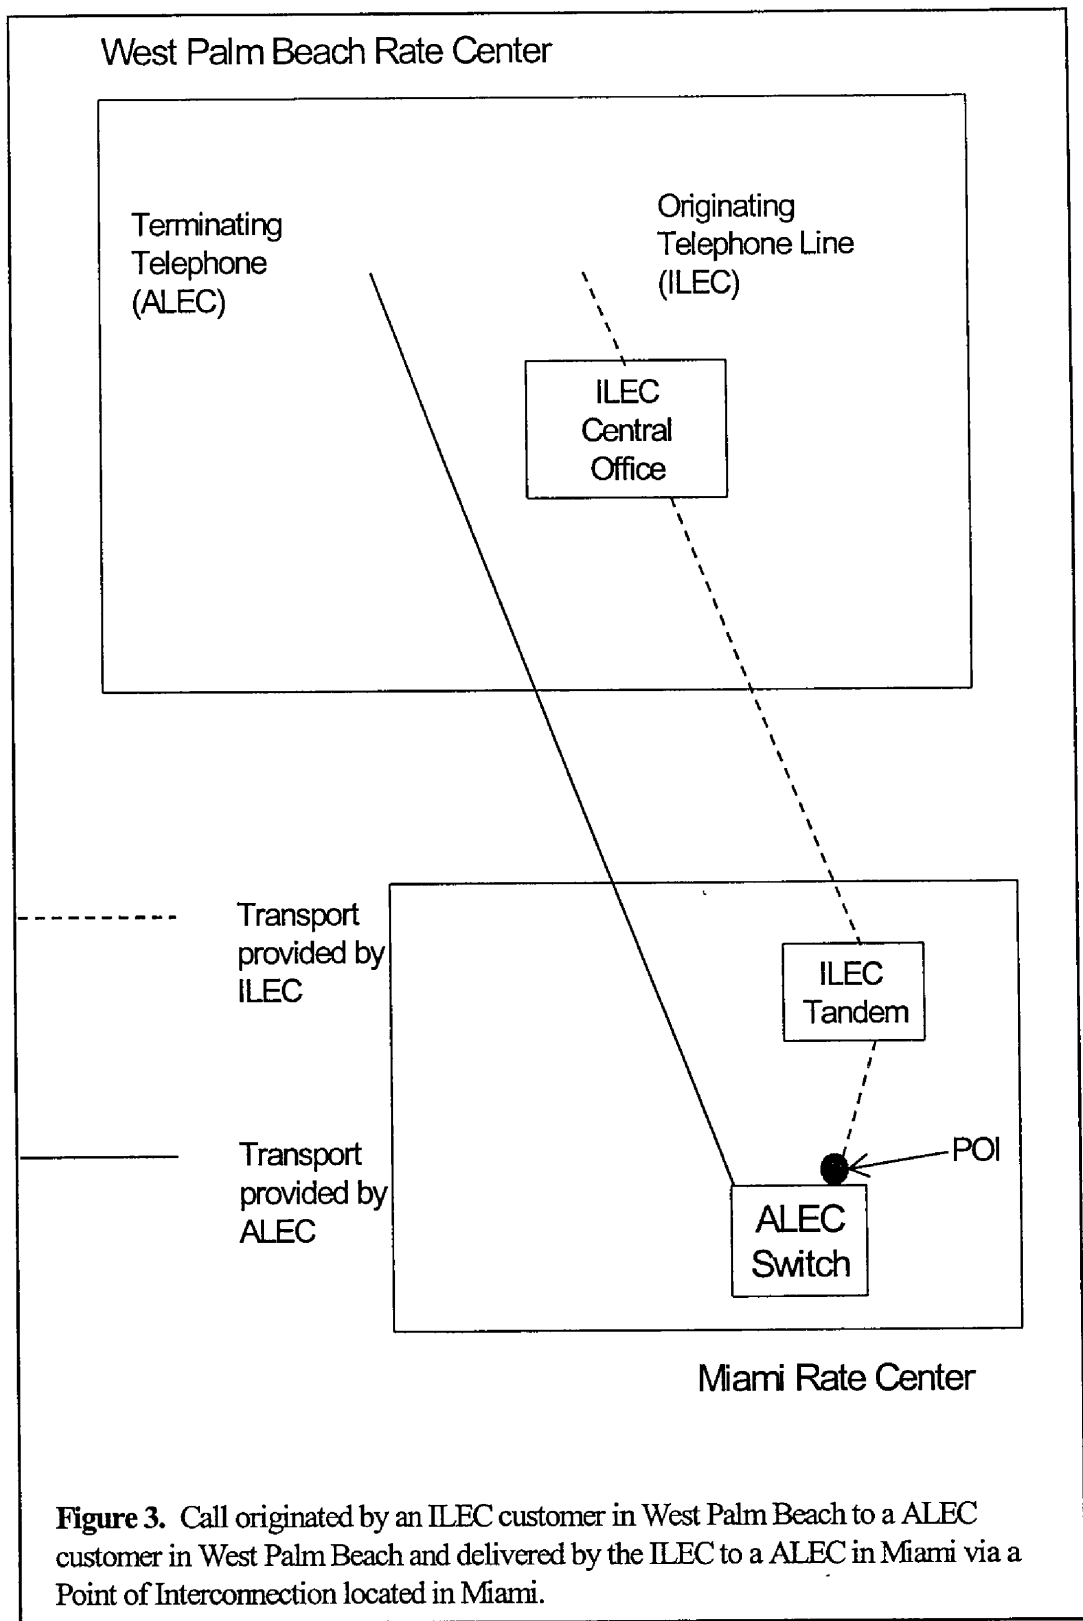 West Palm Beach Rate Center
Terminating
Telephone
(ALEC)
Originating
Telephone Line
(ILEC)
ILEC
Central
Office
Transport
provided by
ILEC
ILEC
Tandem
Transport
provided by
ALEC
POI
ALEC
Switch
Miami Rate Center
Figure 3. Call originated by an ILEC customer in West Palm Beach to a ALEC
customer in West Palm Beach and delivered by the ILEC to a ALEC in Miami via a
Point of Interconnection located in Miami.